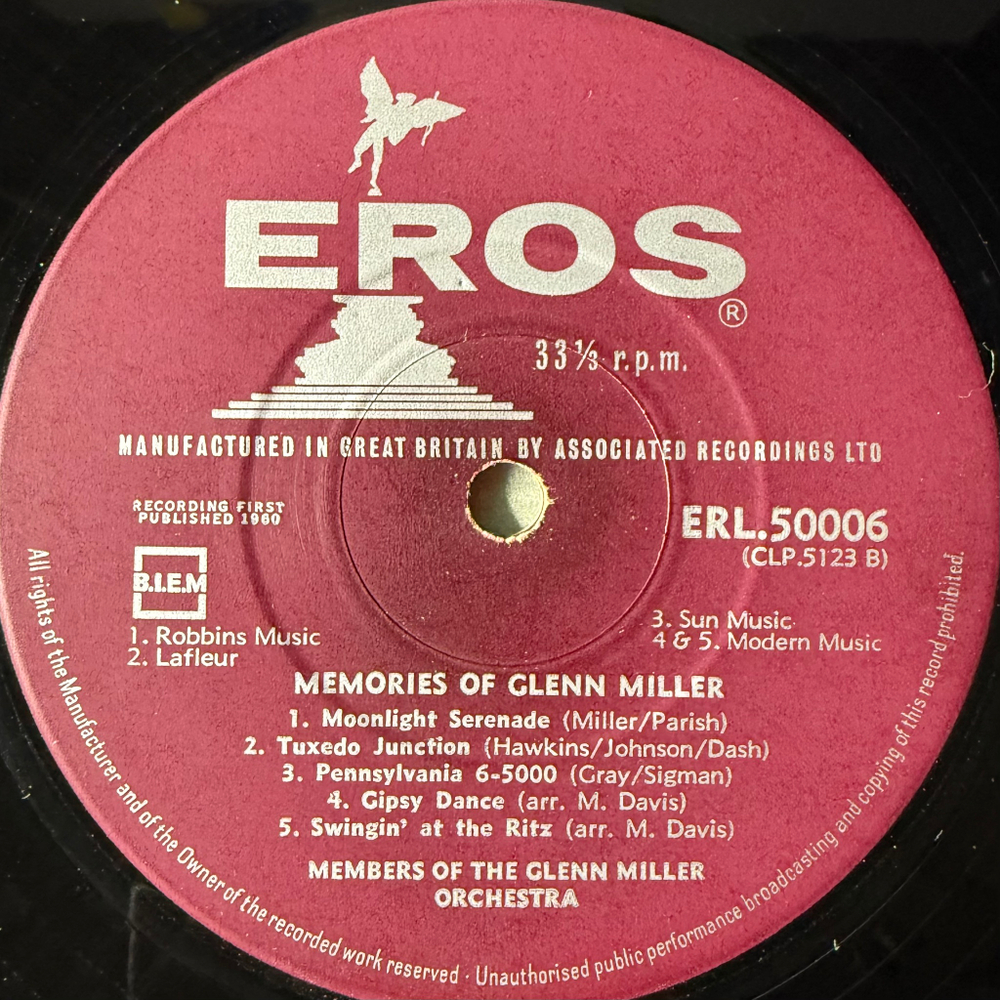 EROS
®
33⅓ r.p.m.
MANUFACTURED IN GREAT BRITAIN BY ASSOCIATED RECORDINGS LTD
RECORDING FIRST
PUBLISHED 1960
ERL.50006
(CLP.5123 B)
B.I.E.M
1. Robbins Music
2. Lafleur
3. Sun Music
4 & 5. Modern Music
MEMORIES OF GLENN MILLER
1. Moonlight Serenade (Miller/Parish)
2. Tuxedo Junction (Hawkins/Johnson/Dash)
3. Pennsylvania 6-5000 (Gray/Sigman)
4. Gipsy Dance (arr. M. Davis)
5. Swingin' at the Ritz (arr. M. Davis)
MEMBERS OF THE GLENN MILLER
ORCHESTRA
All rights of the Manufacturer and of the Owner of the recorded work reserved · Unauthorised public performance broadcasting and copying of this record prohibited.